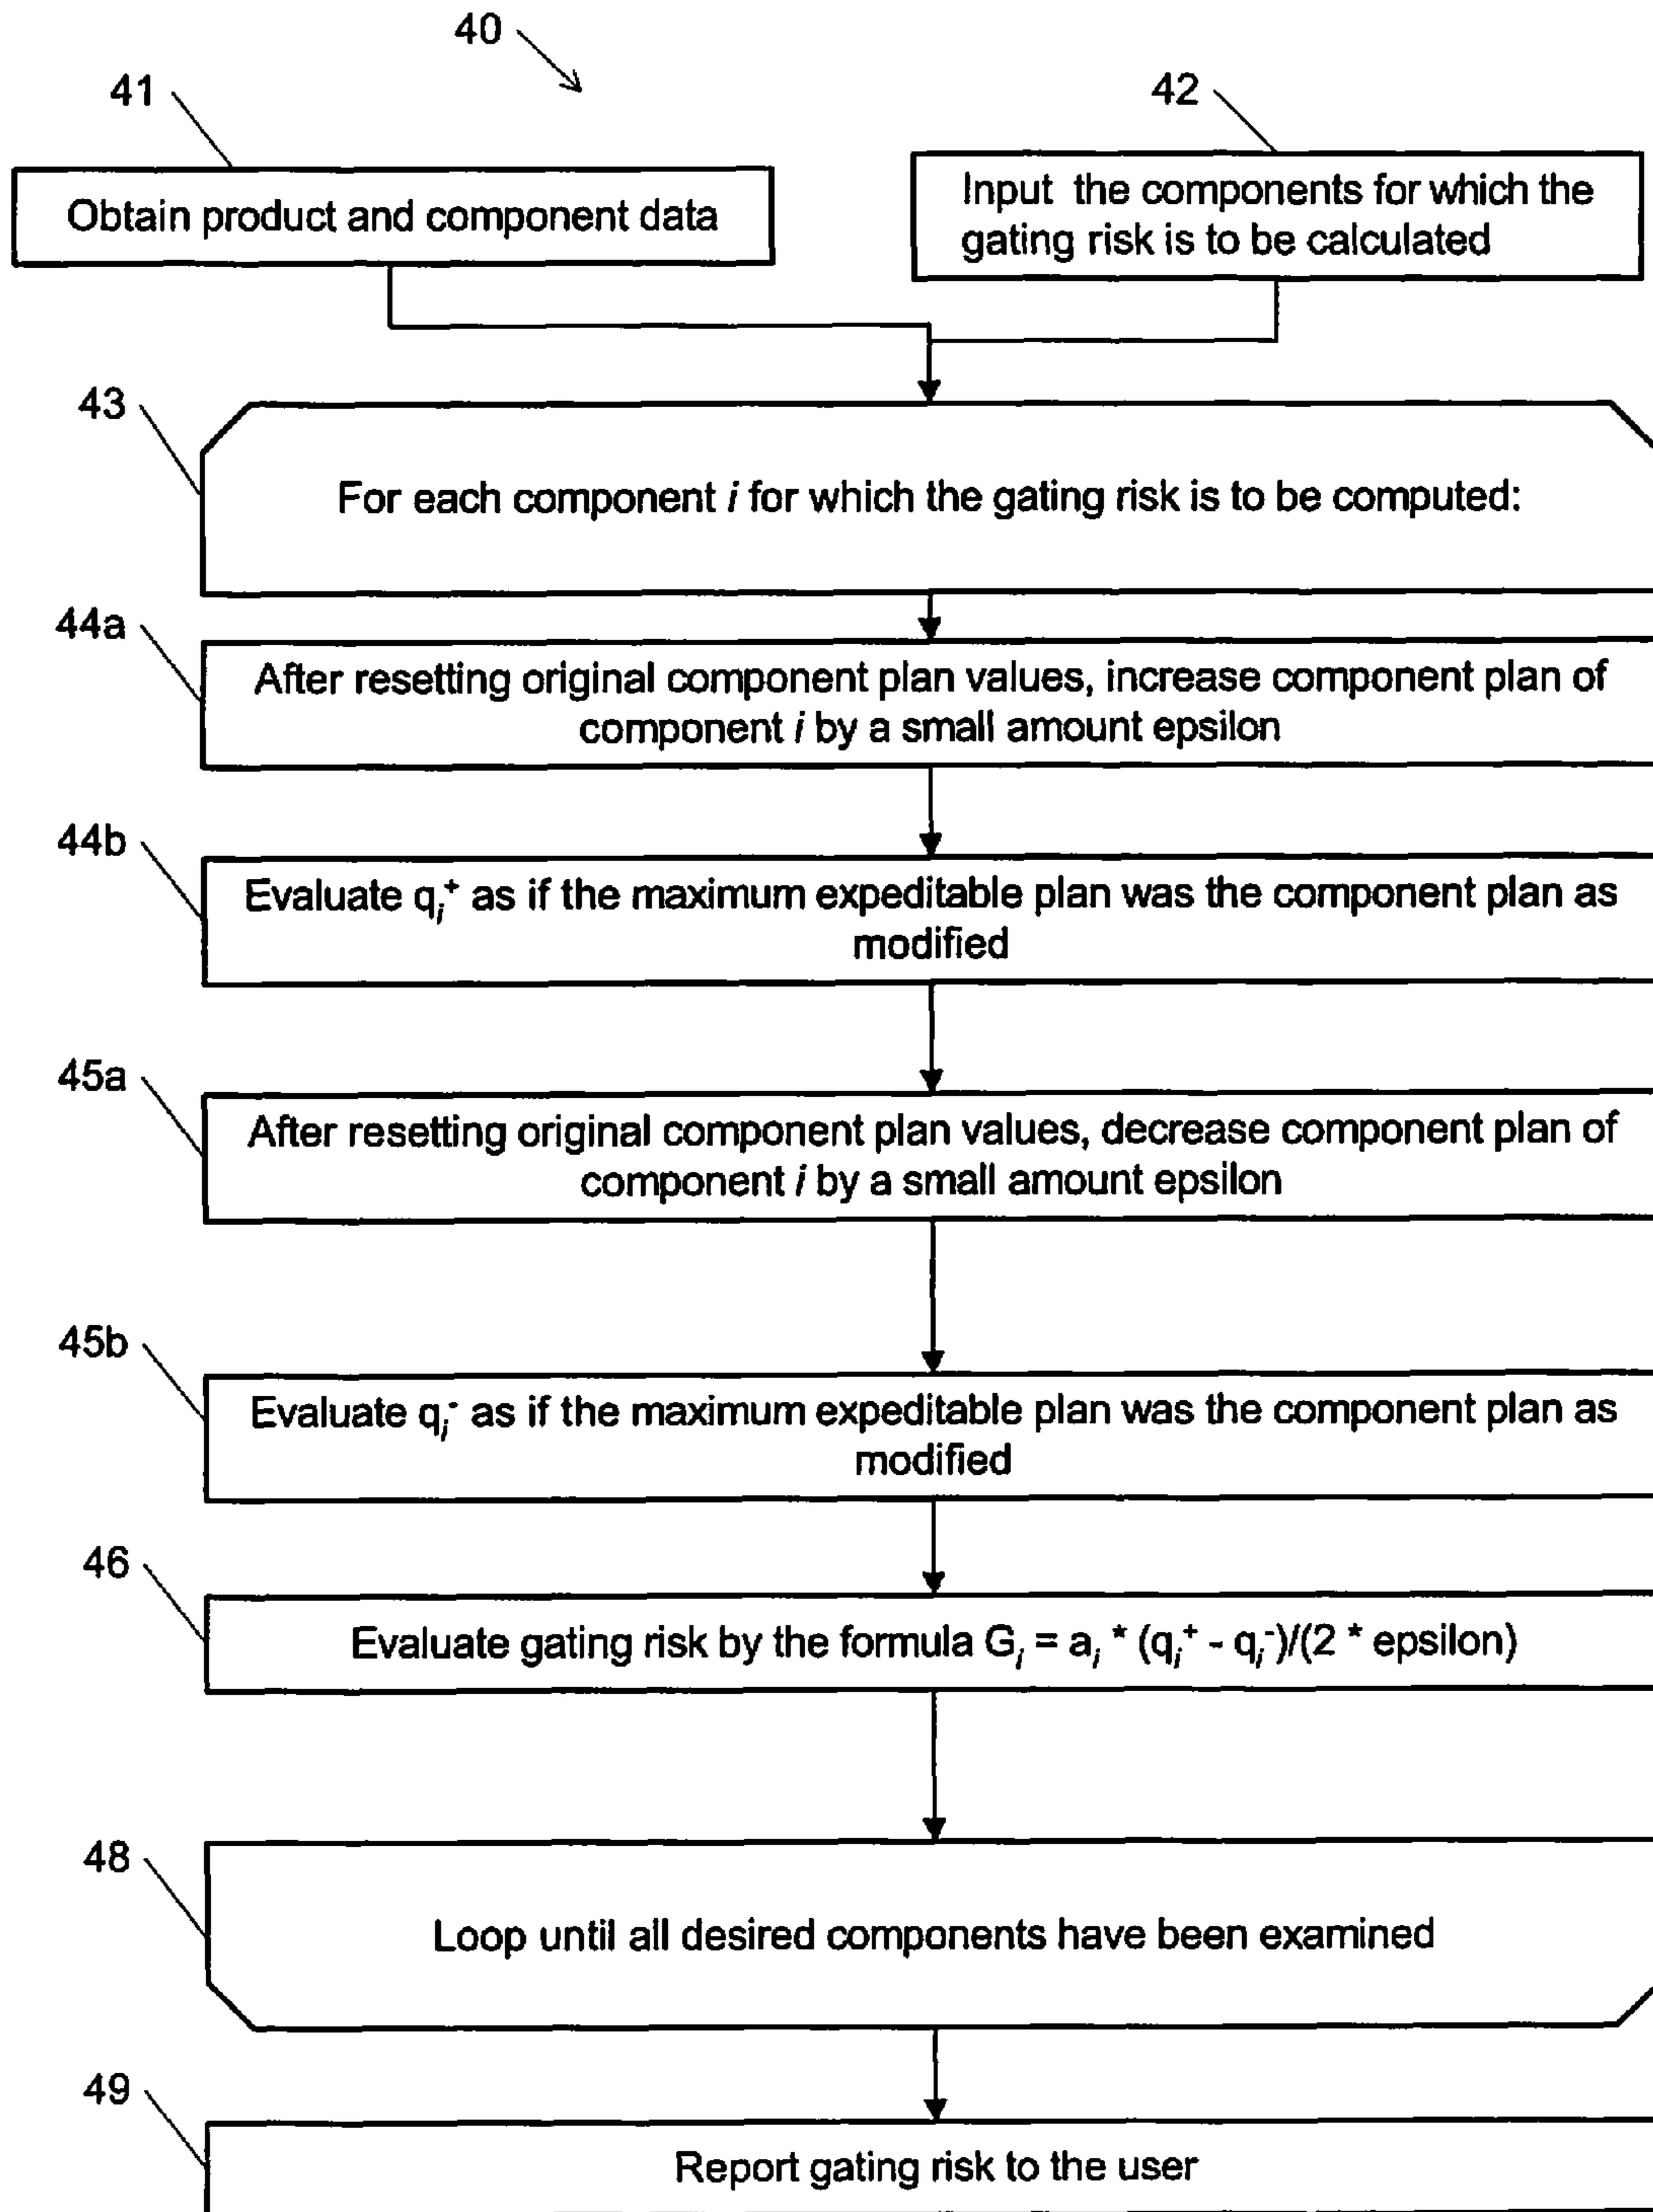 40
41
42
Obtain product and component data
Input the components for which the
gating risk is to be calculated
43
For each component i for which the gating risk is to be computed:
44a
After resetting original component plan values, increase component plan of
component i by a small amount epsilon
44b
Evaluate qᵢ⁺ as if the maximum expeditable plan was the component plan as
modified
45a
After resetting original component plan values, decrease component plan of
component i by a small amount epsilon
45b
Evaluate qᵢ⁻ as if the maximum expeditable plan was the component plan as
modified
46
Evaluate gating risk by the formula Gᵢ = aᵢ * (qᵢ⁺ - qᵢ⁻)/(2 * epsilon)
48
Loop until all desired components have been examined
49
Report gating risk to the user